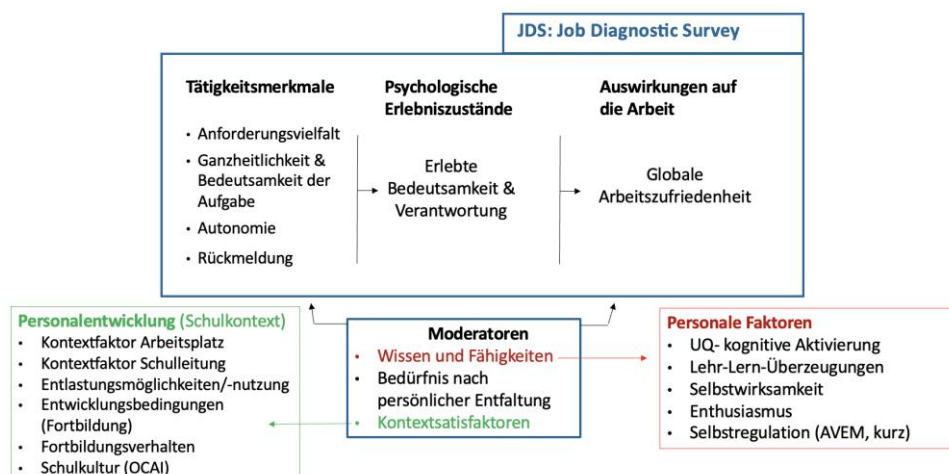 JDS: Job Diagnostic Survey
Tätigkeitsmerkmale
• Anforderungsvielfalt
• Ganzheitlichkeit &
Bedeutsamkeit der
Aufgabe
• Autonomie
• Rückmeldung
Psychologische
Erlebniszustände
Erlebte
Bedeutsamkeit &
Verantwortung
Auswirkungen auf
die Arbeit
Globale
Arbeitszufriedenheit
Personalentwicklung (Schulkontext)
• Kontextfaktor Arbeitsplatz
• Kontextfaktor Schulleitung
• Entlastungsmöglichkeiten/-nutzung
• Entwicklungsbedingungen
(Fortbildung)
• Fortbildungsverhalten
• Schulkultur (OCAI)
Moderatoren
• Wissen und Fähigkeiten
• Bedürfnis nach
persönlicher Entfaltung
• Kontextsatisfaktoren
Personale Faktoren
• UQ- kognitive Aktivierung
• Lehr-Lern-Überzeugungen
• Selbstwirksamkeit
• Enthusiasmus
• Selbstregulation (AVEM, kurz)